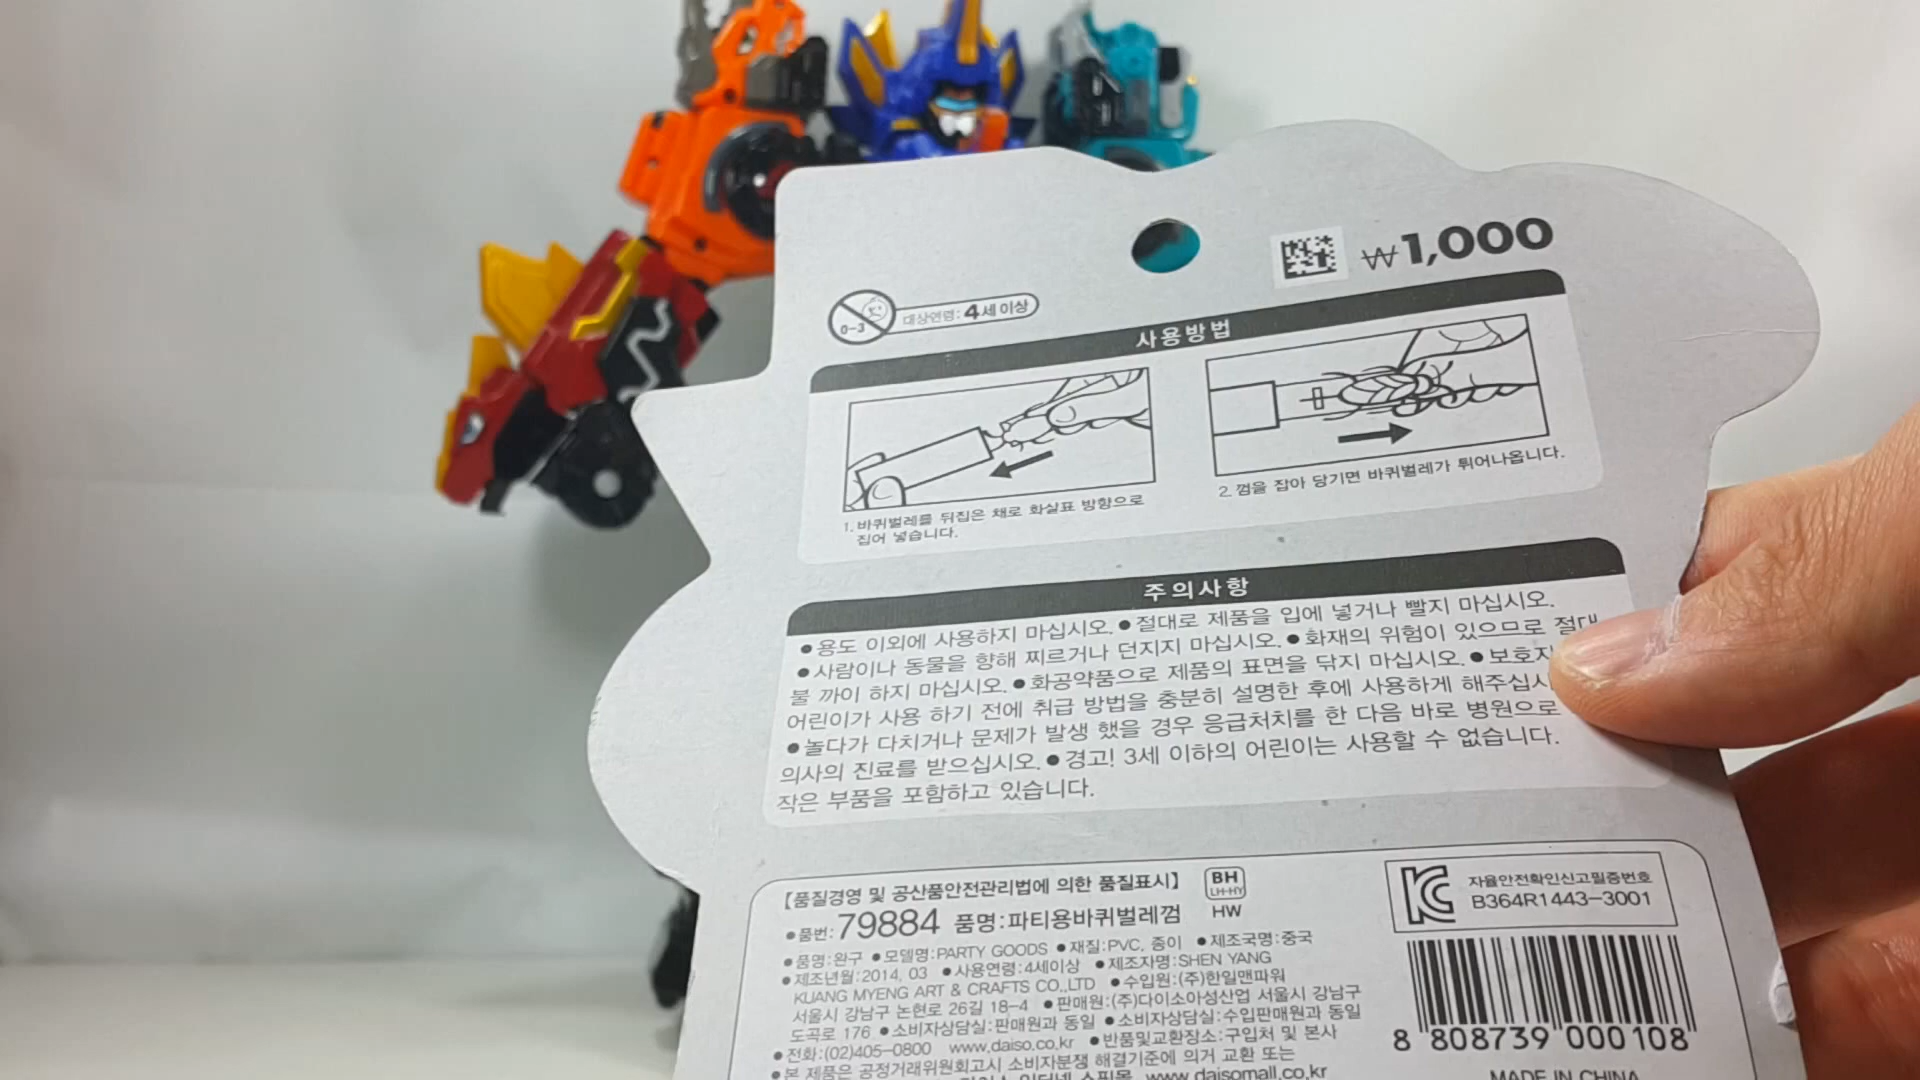 ₩1,000
0-3
대상연령: 4세 이상
사용방법
1. 바퀴벌레를 뒤집은 채로 화살표 방향으로
집어 넣습니다.
2. 껌을 잡아 당기면 바퀴벌레가 튀어나옵니다.
주의사항
●용도 이외에 사용하지 마십시오. ●절대로 제품을 입에 넣거나 빨지 마십시오.
●사람이나 동물을 향해 찌르거나 던지지 마십시오. ●화재의 위험이 있으므로 절대
불 까이 하지 마십시오. ●화공약품으로 제품의 표면을 닦지 마십시오. ●보호자
어린이가 사용 하기 전에 취급 방법을 충분히 설명한 후에 사용하게 해주십시
●놀다가 다치거나 문제가 발생 했을 경우 응급처치를 한 다음 바로 병원으로
의사의 진료를 받으십시오. ●경고! 3세 이하의 어린이는 사용할 수 없습니다.
작은 부품을 포함하고 있습니다.
【품질경영 및 공산품안전관리법에 의한 품질표시】
BH
LH-HY
HW
●품번: 79884 품명:파티용바퀴벌레껌
●품명:완구 ●모델명:PARTY GOODS ●재질:PVC, 종이 ●제조국명:중국
●제조년월:2014. 03 ●사용연령:4세이상 ●제조자명:SHEN YANG
KUANG MYENG ART & CRAFTS CO.,LTD ●수입원:(주)한일맨파워
서울시 강남구 논현로 26길 18-4 ●판매원:(주)다이소아성산업 서울시 강남구
도곡로 176 ●소비자상담실:판매원과 동일 ●소비자상담실:수입판매원과 동일
●전화:(02)405-0800 www.daiso.co.kr ●반품및교환장소:구입처 및 본사
●본 제품은 공정거래위원회고시 소비자분쟁 해결기준에 의거 교환 또는
www.daisomall.co.kr
자율안전확인신고필증번호
B364R1443-3001
8 808739 000108
MADE IN CHINA